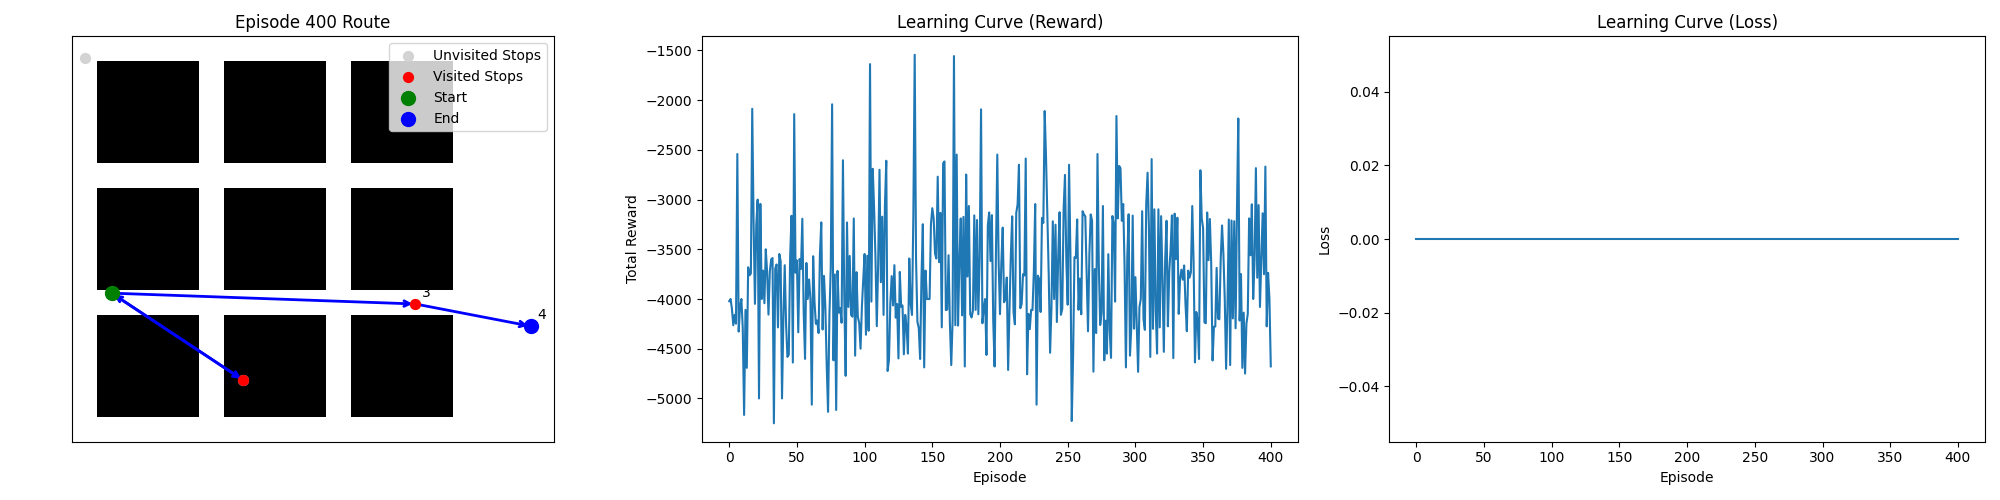 Episode 400 Route
Unvisited Stops
Visited Stops
Start
End
3
4
Learning Curve (Reward)
Total Reward
−1500
−2000
−2500
−3000
−3500
−4000
−4500
−5000
0 50 100 150 200 250 300 350 400
Episode
Learning Curve (Loss)
Loss
0.04
0.02
0.00
−0.02
−0.04
0 50 100 150 200 250 300 350 400
Episode